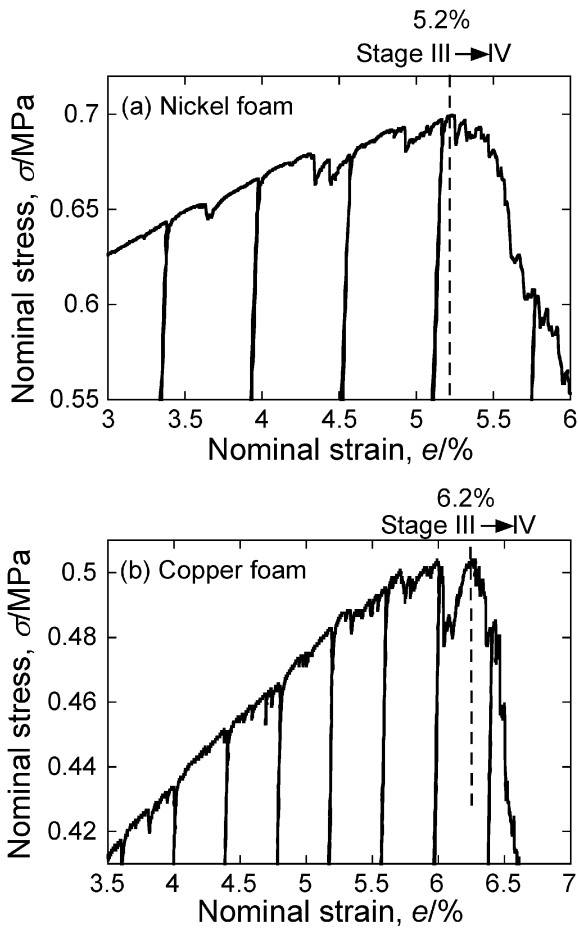 5.2%
Stage III→IV
(a) Nickel foam
Nominal stress, σ/MPa
0.7
0.65
0.6
0.55
3 3.5 4 4.5 5 5.5 6
Nominal strain, e/%
6.2%
Stage III→IV
(b) Copper foam
Nominal stress, σ/MPa
0.5
0.48
0.46
0.44
0.42
3.5 4 4.5 5 5.5 6 6.5 7
Nominal strain, e/%